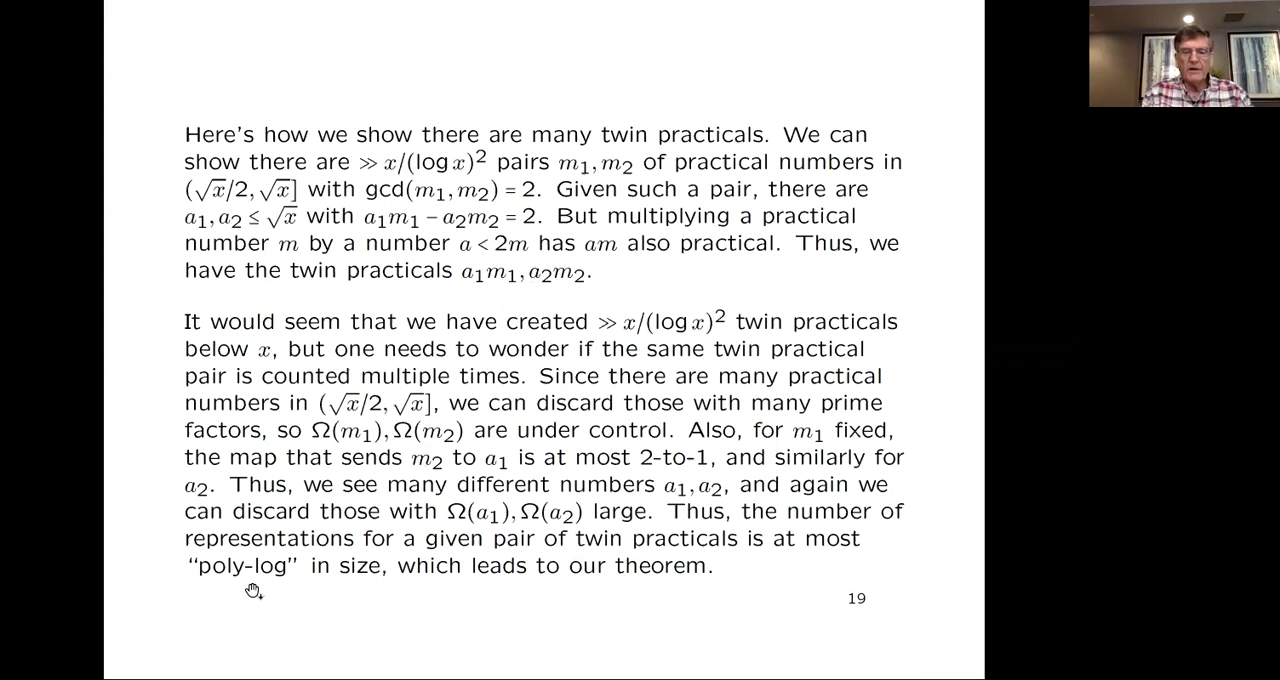 Here's how we show there are many twin practicals. We can
show there are ≫ x/(log x)² pairs m₁, m₂ of practical numbers in
(√x/2, √x] with gcd(m₁, m₂) = 2. Given such a pair, there are
a₁, a₂ ≤ √x with a₁m₁ − a₂m₂ = 2. But multiplying a practical
number m by a number a < 2m has am also practical. Thus, we
have the twin practicals a₁m₁, a₂m₂.
It would seem that we have created ≫ x/(log x)² twin practicals
below x, but one needs to wonder if the same twin practical
pair is counted multiple times. Since there are many practical
numbers in (√x/2, √x], we can discard those with many prime
factors, so Ω(m₁), Ω(m₂) are under control. Also, for m₁ fixed,
the map that sends m₂ to a₁ is at most 2-to-1, and similarly for
a₂. Thus, we see many different numbers a₁, a₂, and again we
can discard those with Ω(a₁), Ω(a₂) large. Thus, the number of
representations for a given pair of twin practicals is at most
“poly-log” in size, which leads to our theorem.
19